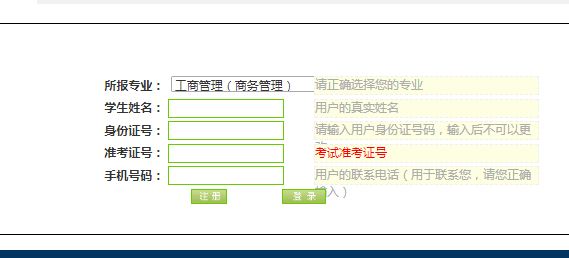 所报专业： 工商管理（商务管理） 请正确选择您的专业
学生姓名： 用户的真实姓名
身份证号： 请输入用户身份证号码，输入后不可以更
准考证号： 考试准考证号
手机号码： 用户的联系电话（用于联系您，请您正确
输入）
注 册 登 录